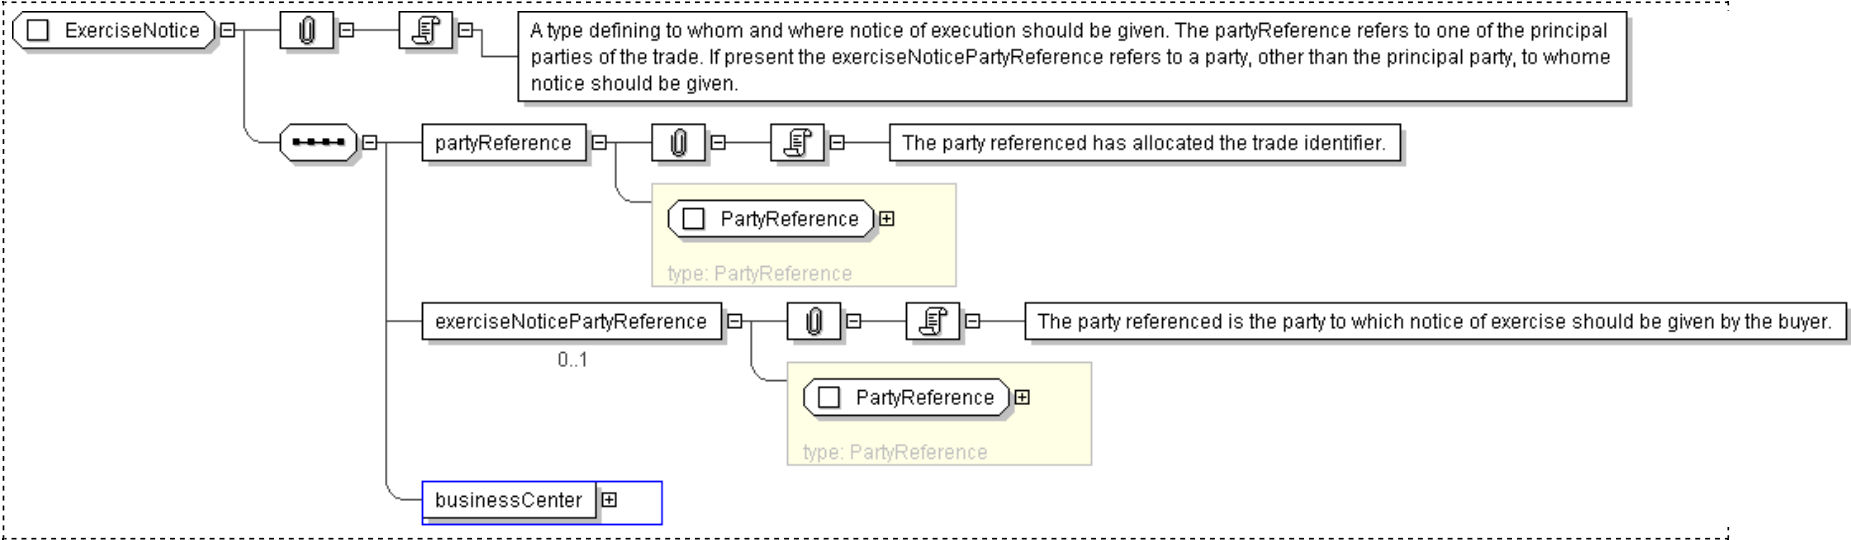 ExerciseNotice
A type defining to whom and where notice of execution should be given. The partyReference refers to one of the principal
parties of the trade. If present the exerciseNoticePartyReference refers to a party, other than the principal party, to whome
notice should be given.
partyReference
The party referenced has allocated the trade identifier.
PartyReference
type: PartyReference
exerciseNoticePartyReference
The party referenced is the party to which notice of exercise should be given by the buyer.
0..1
PartyReference
type: PartyReference
businessCenter